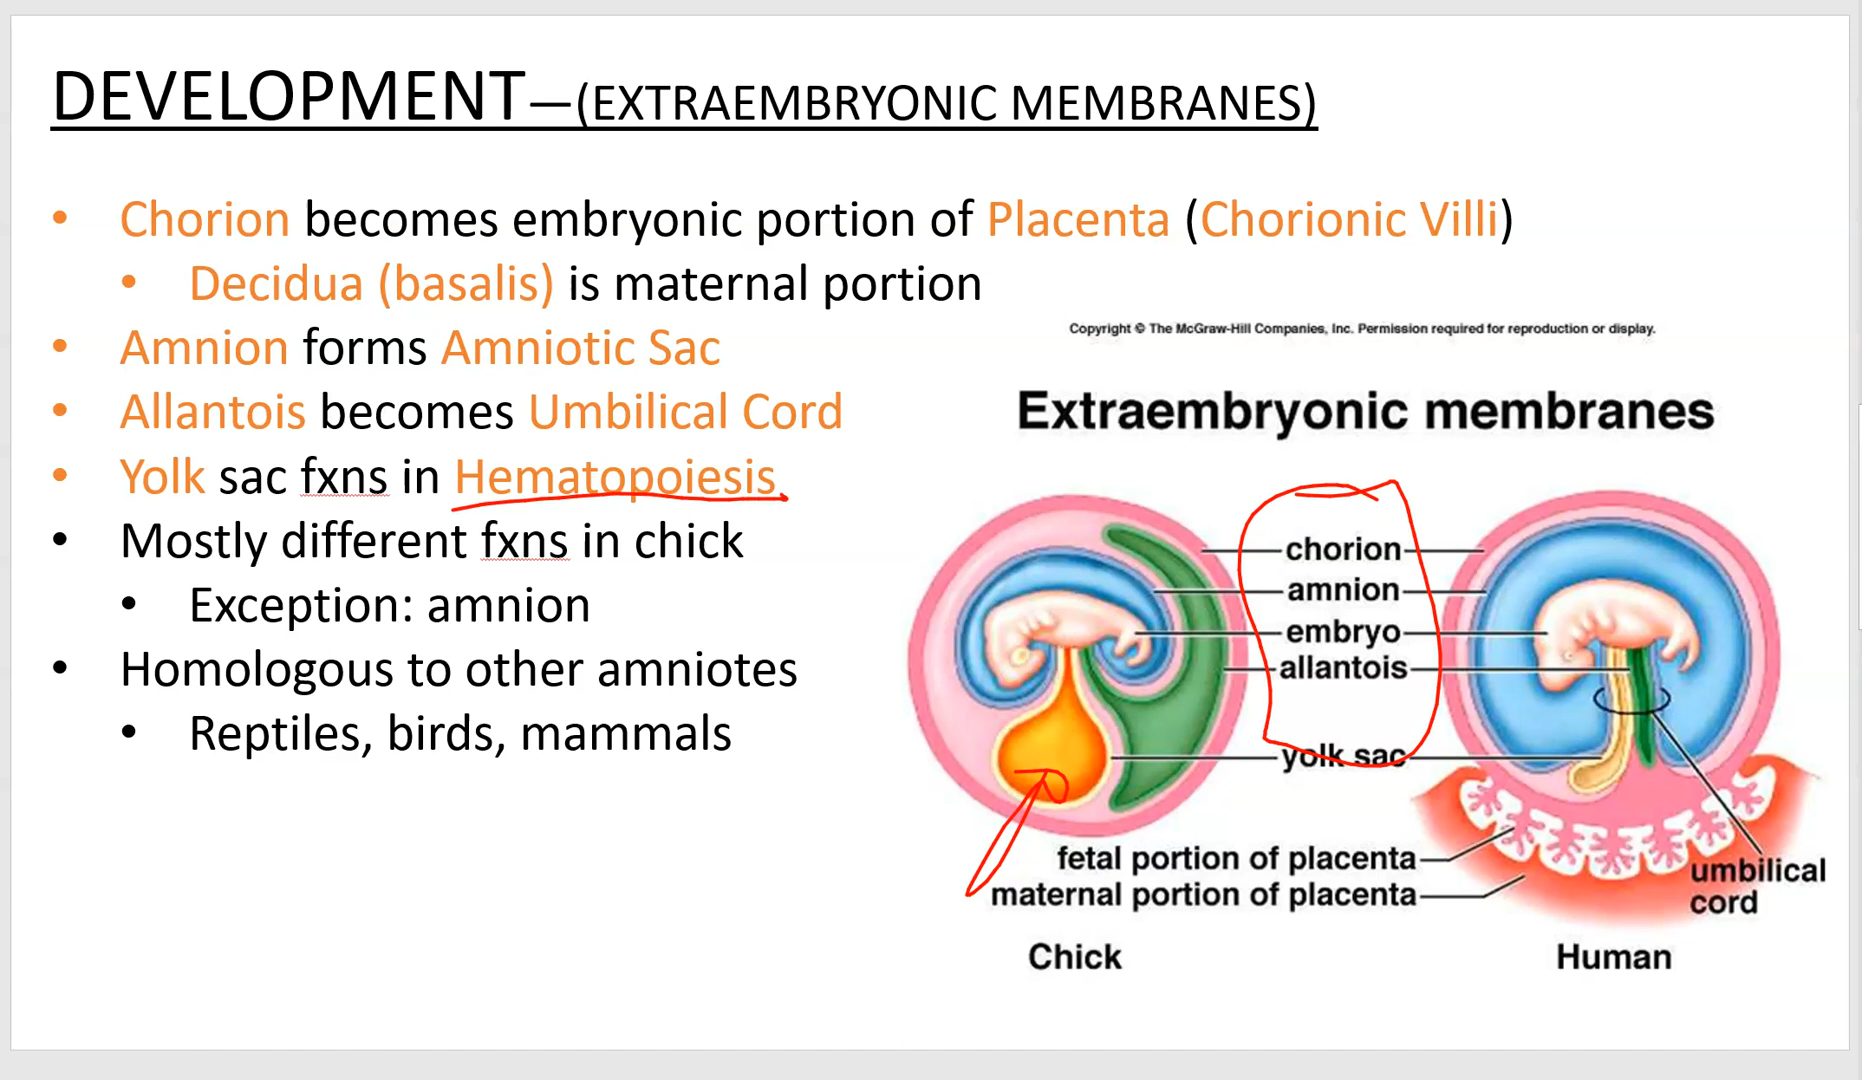 DEVELOPMENT—(EXTRAEMBRYONIC MEMBRANES)
• Chorion becomes embryonic portion of Placenta (Chorionic Villi)
• Decidua (basalis) is maternal portion
• Amnion forms Amniotic Sac
• Allantois becomes Umbilical Cord
• Yolk sac fxns in Hematopoiesis
• Mostly different fxns in chick
• Exception: amnion
• Homologous to other amniotes
• Reptiles, birds, mammals
Copyright © The McGraw-Hill Companies, Inc. Permission required for reproduction or display.
Extraembryonic membranes
chorion
amnion
embryo
allantois
yolk sac
fetal portion of placenta
maternal portion of placenta
umbilical
cord
Chick
Human